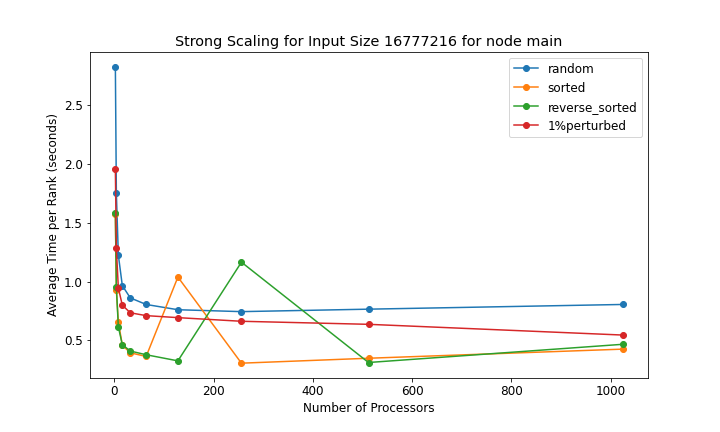 Strong Scaling for Input Size 16777216 for node main
random
sorted
reverse_sorted
1%perturbed
Average Time per Rank (seconds)
2.5
2.0
1.5
1.0
0.5
0
200
400
600
800
1000
Number of Processors